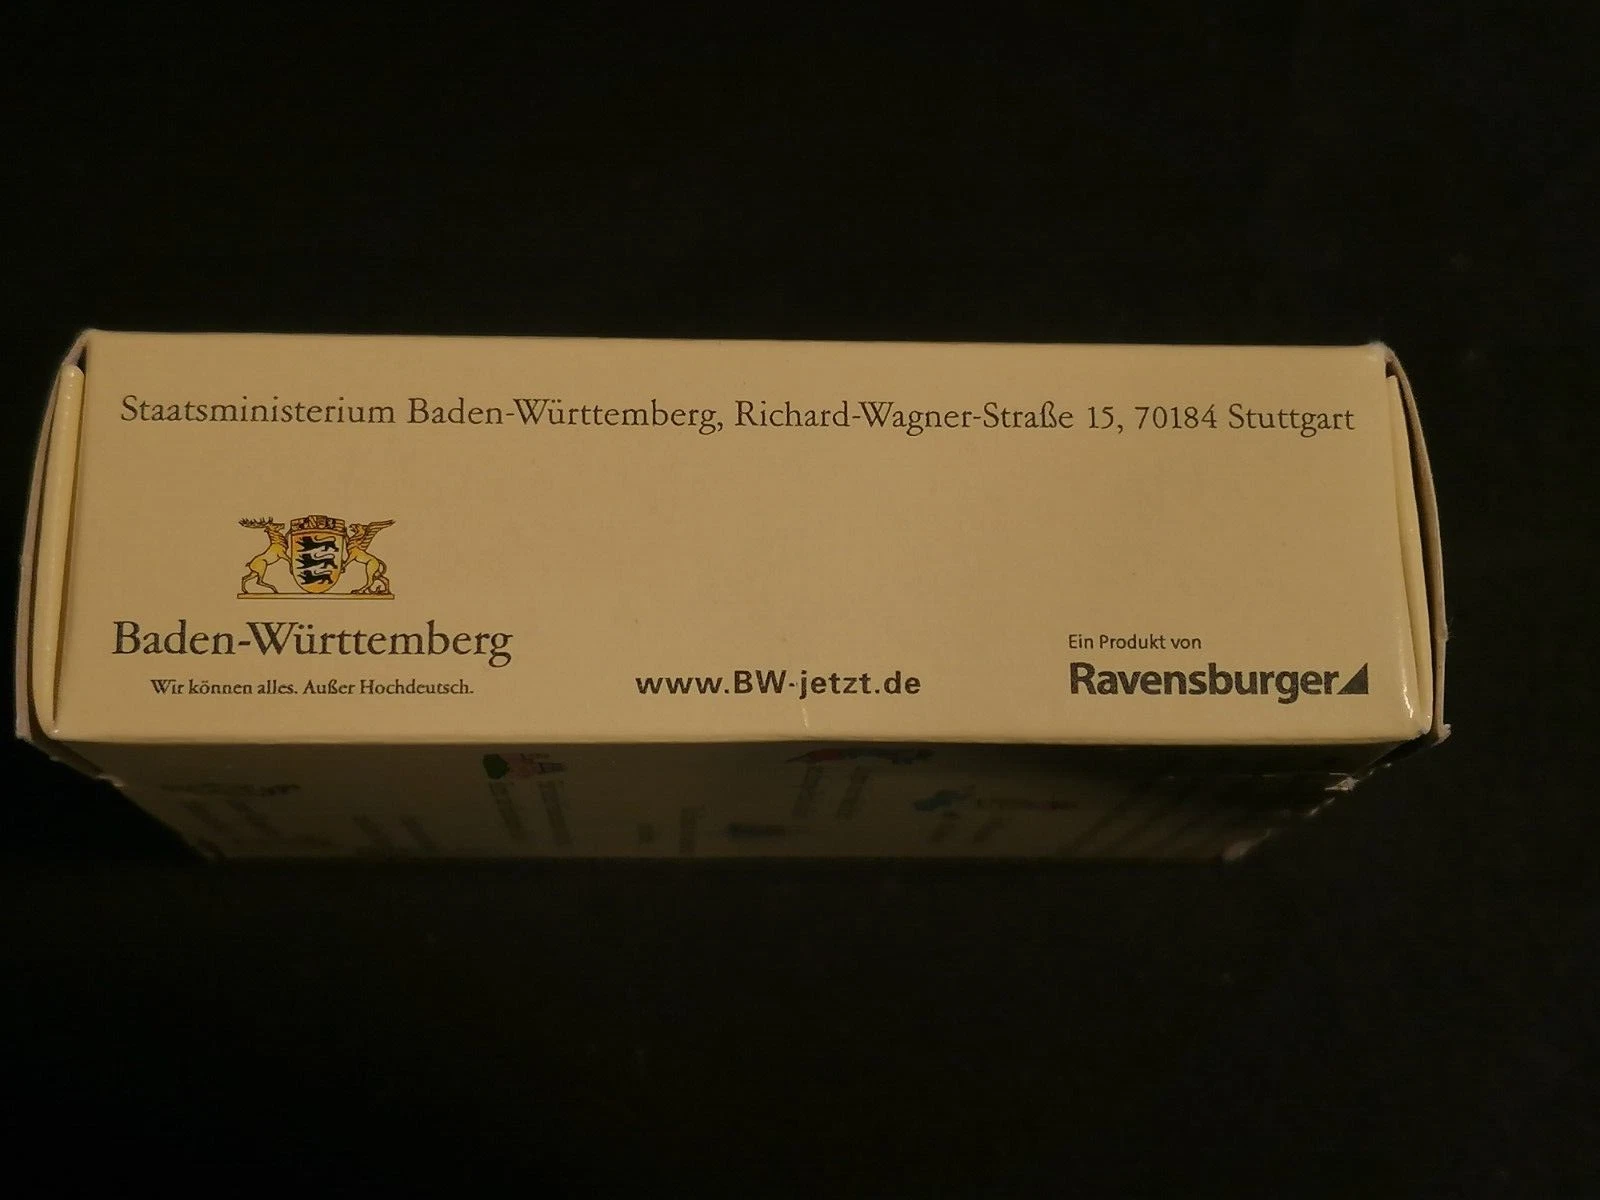 Staatsministerium Baden-Württemberg, Richard-Wagner-Straße 15, 70184 Stuttgart
Baden-Württemberg
Wir können alles. Außer Hochdeutsch.
www.BW-jetzt.de
Ein Produkt von
Ravensburger